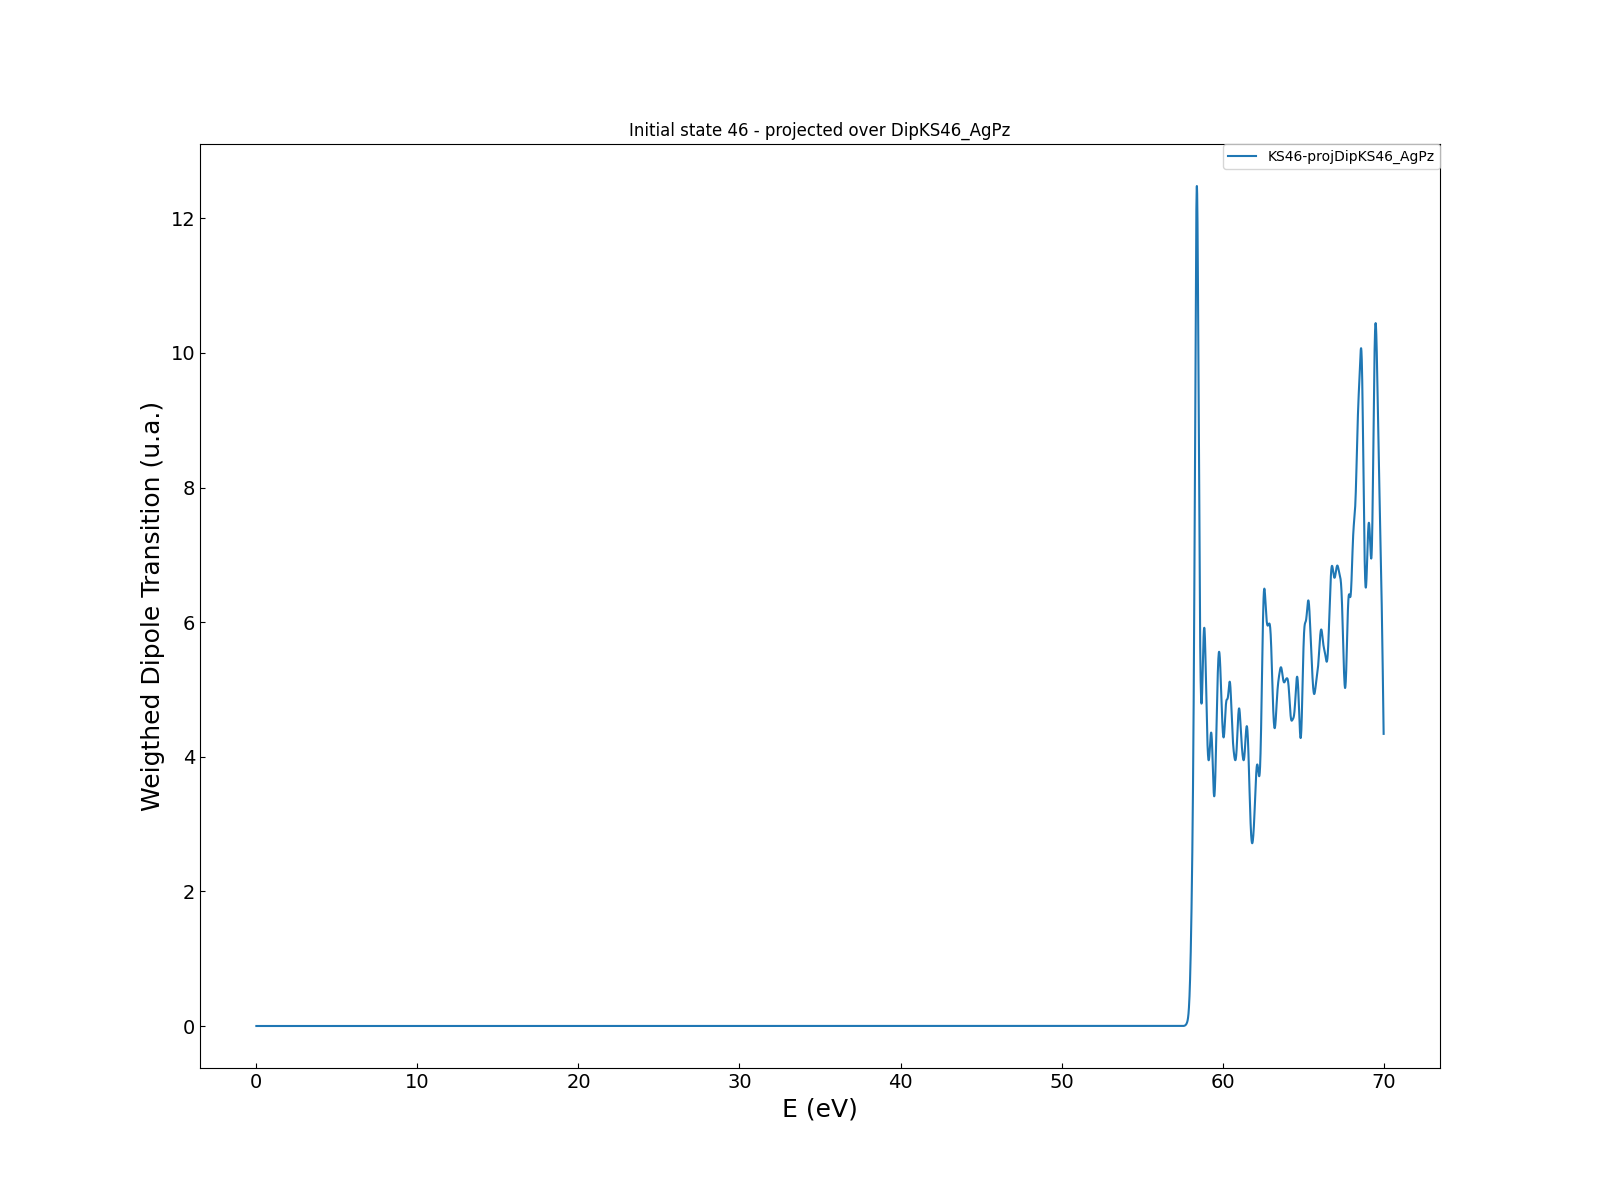 Initial state 46 - projected over DipKS46_AgPz
KS46-projDipKS46_AgPz
Weigthed Dipole Transition (u.a.)
12
10
8
6
4
2
0
0 10 20 30 40 50 60 70
E (eV)